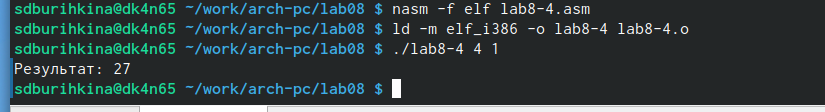 sdburihkina@dk4n65 ~/work/arch-pc/lab08 $ nasm -f elf lab8-4.asm
sdburihkina@dk4n65 ~/work/arch-pc/lab08 $ ld -m elf_i386 -o lab8-4 lab8-4.o
sdburihkina@dk4n65 ~/work/arch-pc/lab08 $ ./lab8-4 4 1
Результат: 27
sdburihkina@dk4n65 ~/work/arch-pc/lab08 $